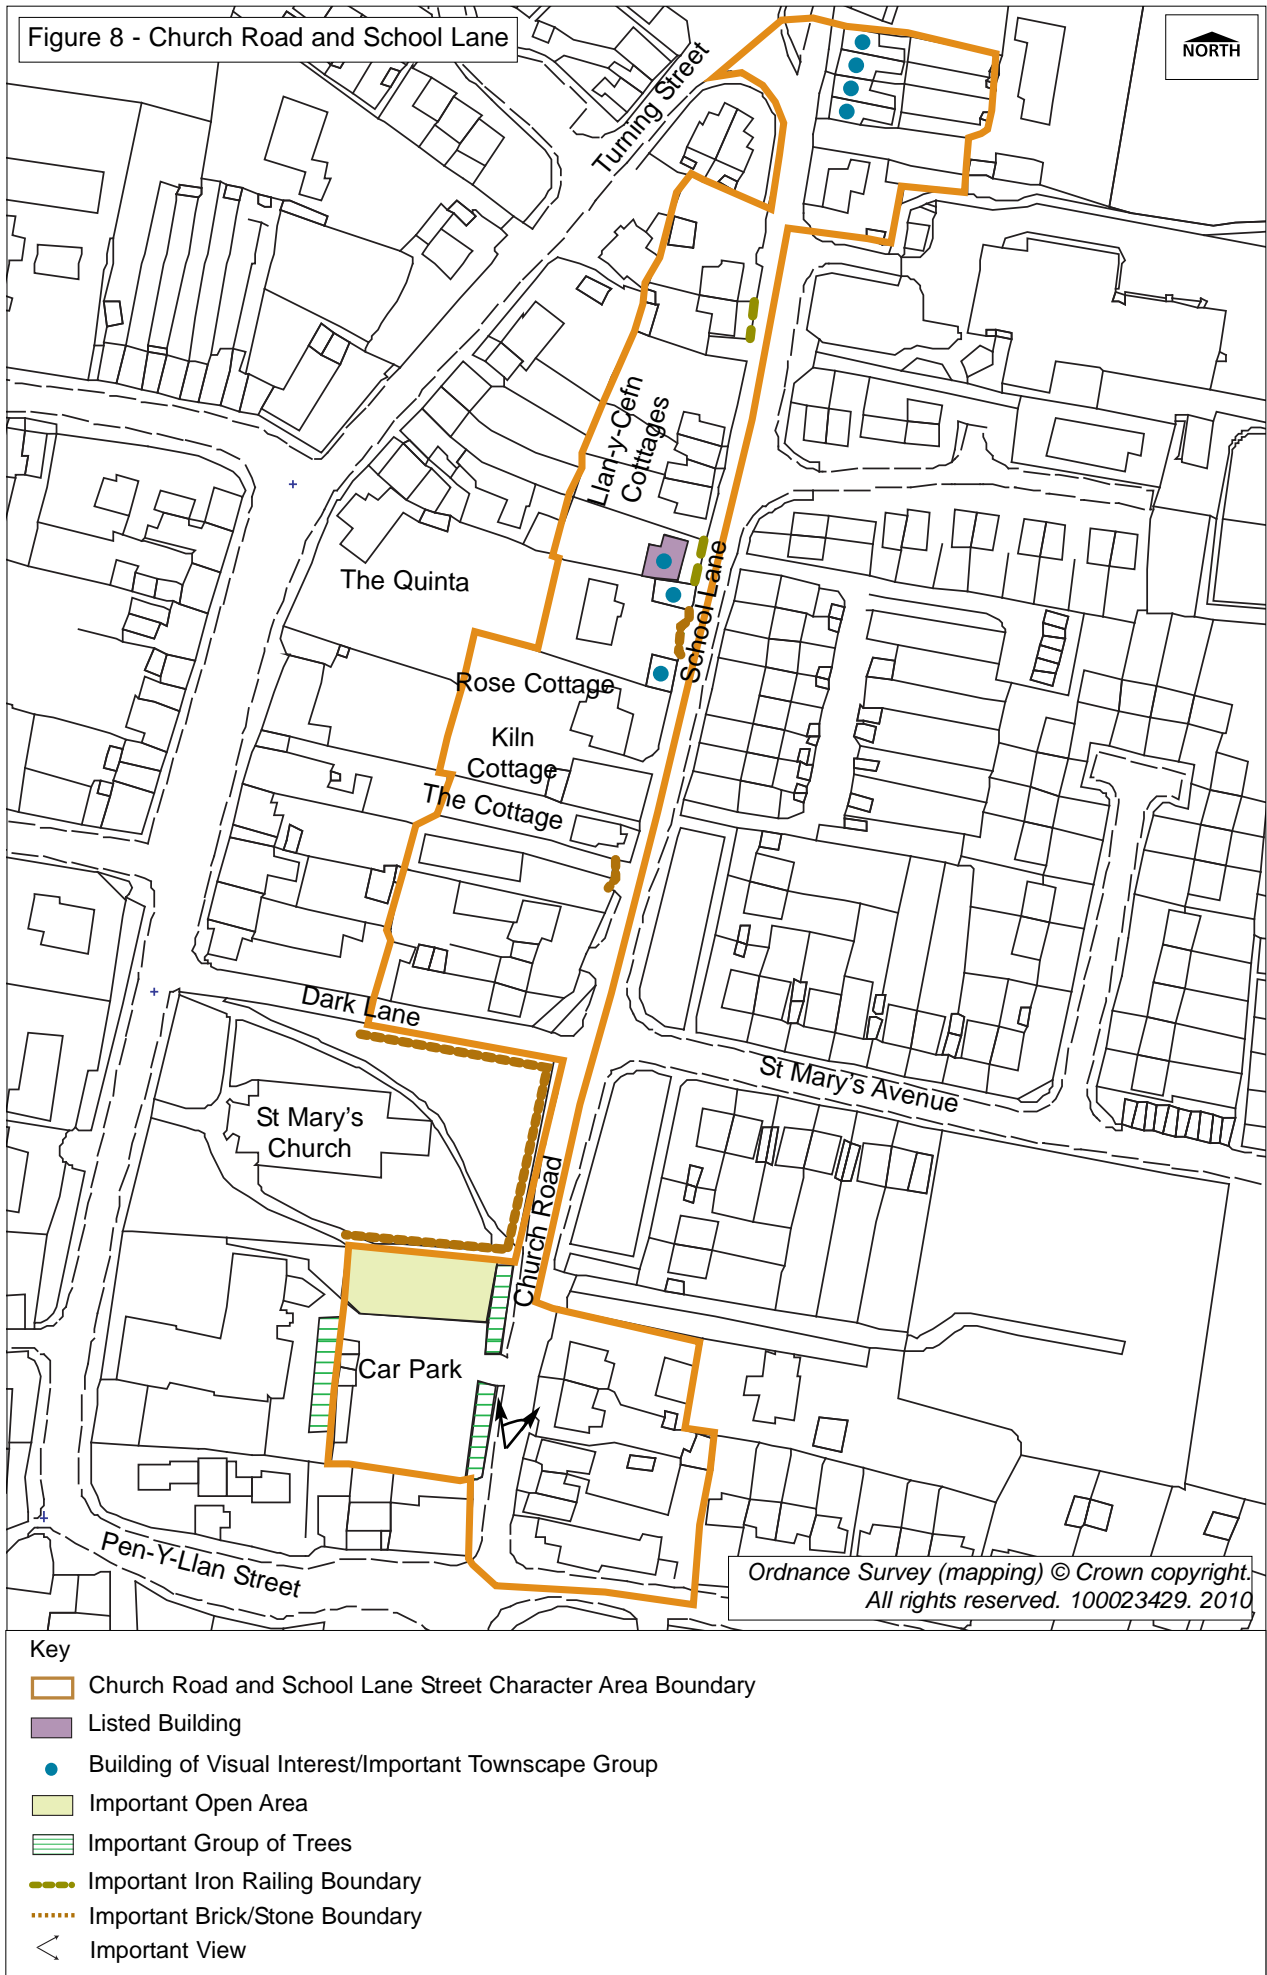 Figure 8 - Church Road and School Lane
NORTH
Turning Street
Llan-y-Cefn
Cotttages
The Quinta
School Lane
Rose Cottage
Kiln
Cottage
The Cottage
Dark Lane
St Mary's Avenue
St Mary's
Church
Church Road
Car Park
Pen-Y-Llan Street
Ordnance Survey (mapping) © Crown copyright.
All rights reserved. 100023429. 2010
Key
Church Road and School Lane Street Character Area Boundary
Listed Building
Building of Visual Interest/Important Townscape Group
Important Open Area
Important Group of Trees
Important Iron Railing Boundary
Important Brick/Stone Boundary
Important View